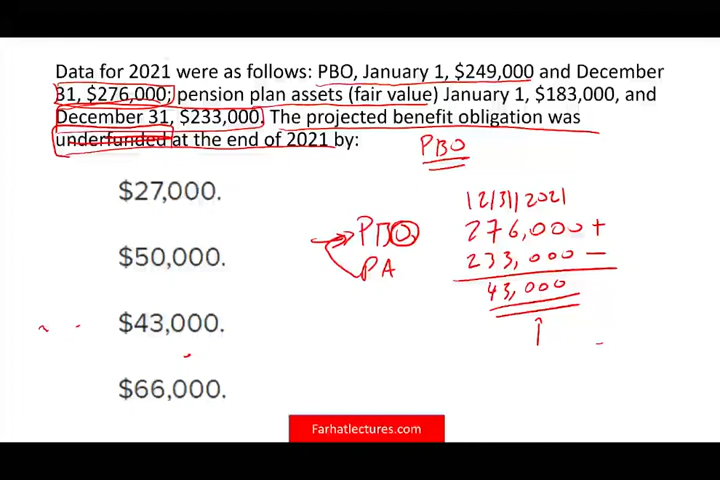 Data for 2021 were as follows: PBO, January 1, $249,000 and December
31, $276,000; pension plan assets (fair value) January 1, $183,000, and
December 31, $233,000. The projected benefit obligation was
underfunded at the end of 2021 by:
PBO
$27,000.
12/31/2021
PBO
276,000+
$50,000.
PA
233,000 —
43,000
$43,000.
$66,000.
Farhatlectures.com